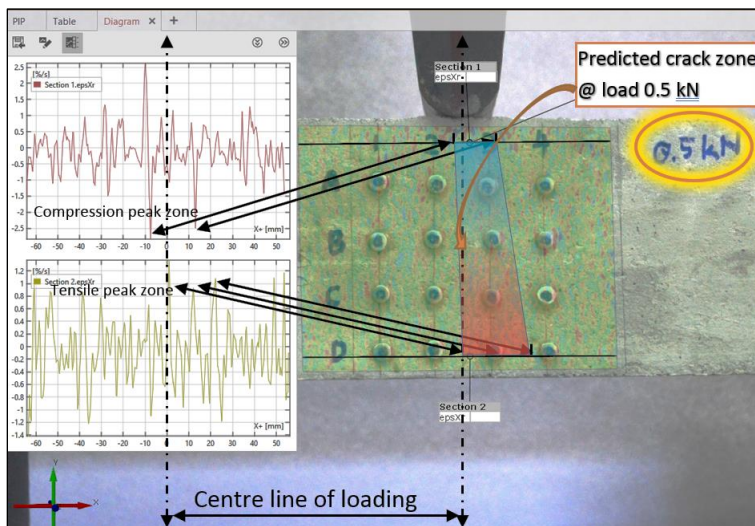 PIP Table Diagram × +
Section 1
epsXr
Predicted crack zone
@ load 0.5 kN
0.5 kN
[%/s]
Section 1.epsXr
2.5
2
1.5
1
0.5
0
-0.5
-1
-1.5
-2
-2.5
Compression peak zone
X+ [mm]
-60 -50 -40 -30 -20 -10 0 10 20 30 40 50
[%/s]
Section 2.epsXr
1.2
1
0.8
0.6
0.4
0.2
0
-0.2
-0.4
-0.6
-0.8
-1
-1.2
-1.4
Tensile peak zone
X+ [mm]
-60 -50 -40 -30 -20 -10 0 10 20 30 40 50
4
B
C
D
Section 2
epsXr
Centre line of loading
Y
X